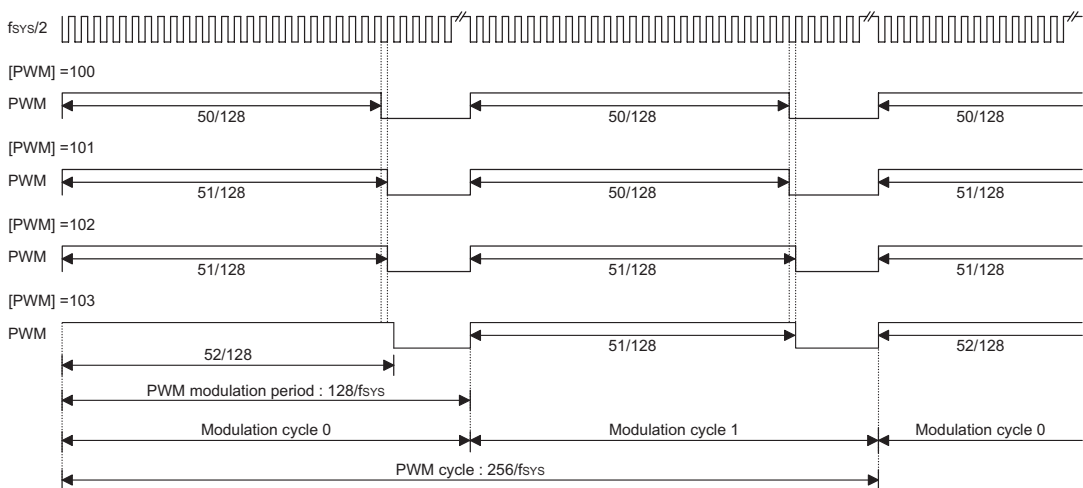 fSYS/2
[PWM] =100
PWM
50/128 50/128 50/128
[PWM] =101
PWM
51/128 50/128 51/128
[PWM] =102
PWM
51/128 51/128 51/128
[PWM] =103
PWM
52/128 51/128 52/128
PWM modulation period : 128/fSYS
Modulation cycle 0 Modulation cycle 1 Modulation cycle 0
PWM cycle : 256/fSYS